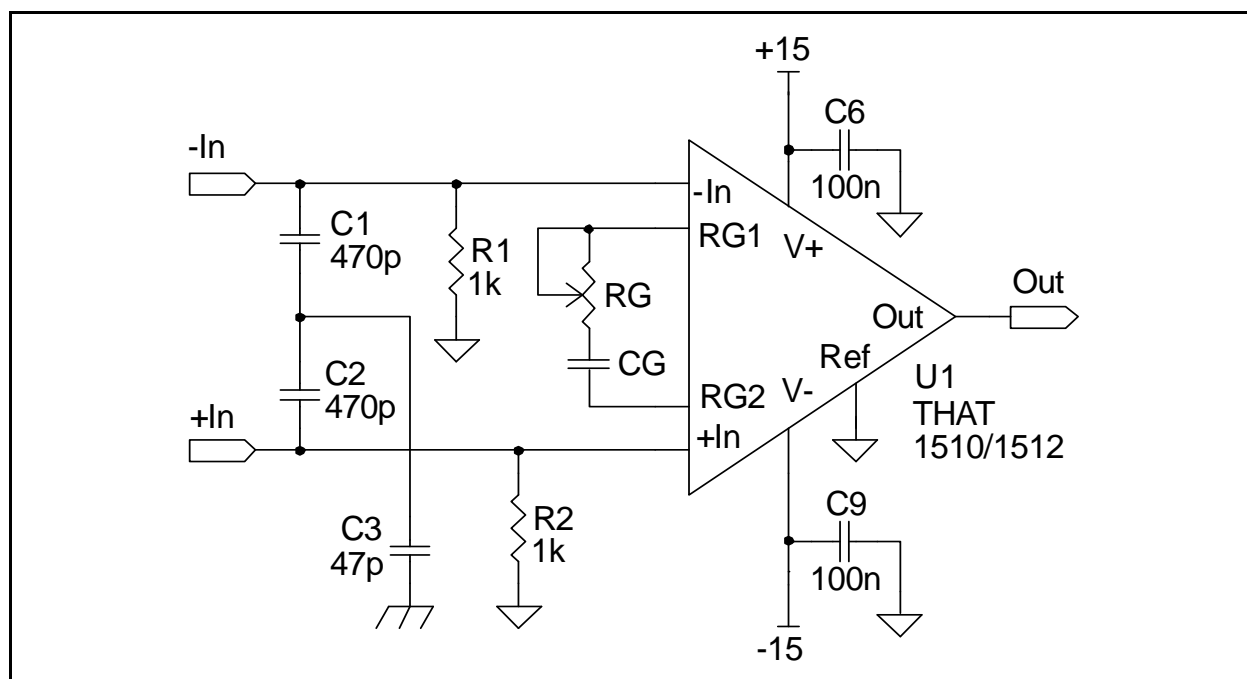 +15
C6
100n
-In
C1
470p
R1
1k
-In
RG1
V+
RG
CG
Out
Out
Ref
C2
470p
RG2
V-
U1
THAT
1510/1512
+In
+In
C3
47p
R2
1k
C9
100n
-15